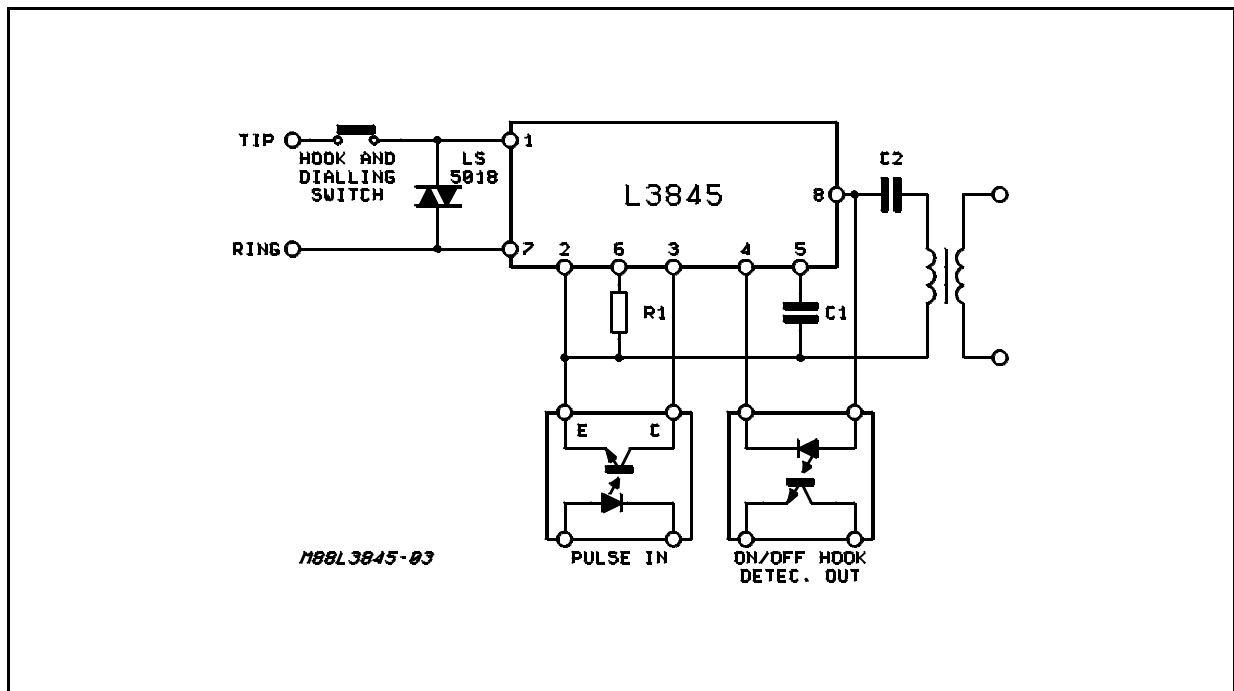 TIP
HOOK AND
DIALLING
SWITCH
LS
5018
RING
1
7
L3845
8
C2
2
6
3
4
5
R1
C1
E
C
PULSE IN
ON/OFF HOOK
DETEC. OUT
M88L3845-03